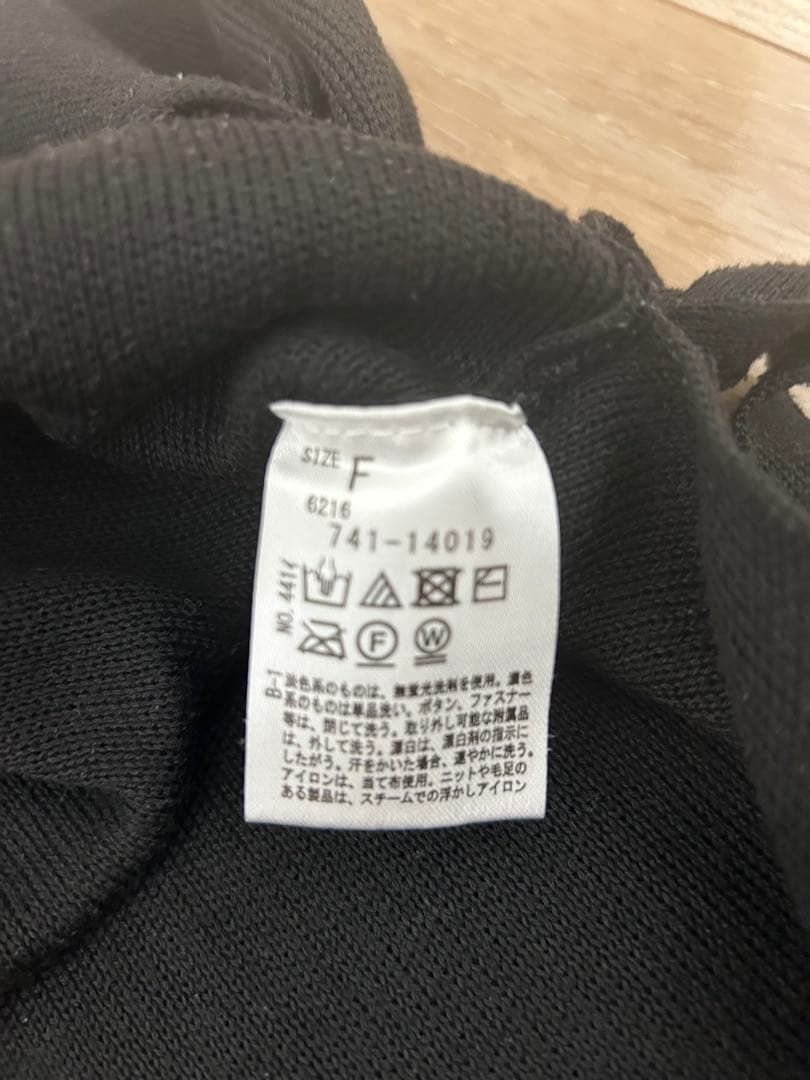 SIZE F
6216
741-14019
NO. 441イ
F W
B-1
淡色系のものは、無蛍光洗剤を使用。濃色
系のものは単品洗い。ボタン、ファスナー
等は、閉じて洗う。取り外し可能な附属品
は、外して洗う。漂白は、漂白剤の指示に
したがう。汗をかいた場合、速やかに洗う。
アイロンは、当て布使用。ニットや毛足の
ある製品は、スチームでの浮かしアイロン